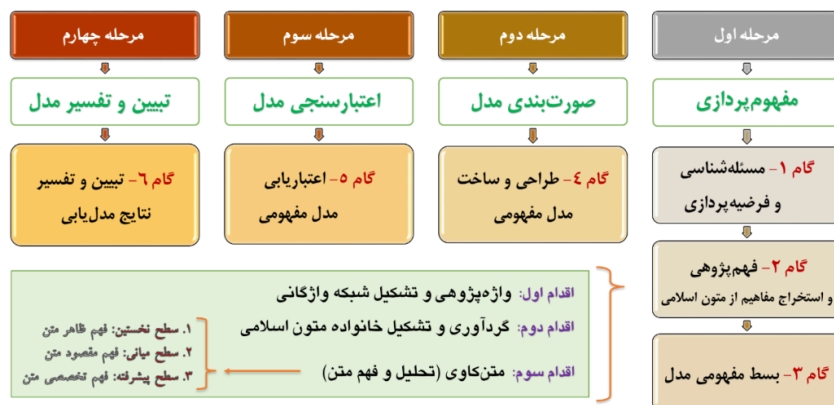 مرحله اول
مفهوم‌پردازی
گام ۱- مسئله‌شناسی
و فرضیه‌پردازی
گام ۲- فهم‌پژوهی
و استخراج مفاهیم از متون اسلامی
گام ۳- بسط مفهومی مدل
مرحله دوم
صورت‌بندی مدل
گام ٤- طراحی و ساخت
مدل مفهومی
مرحله سوم
اعتبارسنجی مدل
گام ۵- اعتباریابی
مدل مفهومی
مرحله چهارم
تبیین و تفسیر مدل
گام ٦- تبیین و تفسیر
نتایج مدل‌یابی
اقدام اول: واژه‌پژوهی و تشکیل شبکه واژگانی
اقدام دوم: گردآوری و تشکیل خانواده متون اسلامی
اقدام سوم: متن‌کاوی (تحلیل و فهم متن)
۱. سطح نخستین: فهم ظاهر متن
۲. سطح میانی: فهم مقصود متن
۳. سطح پیشرفته: فهم تخصصی متن